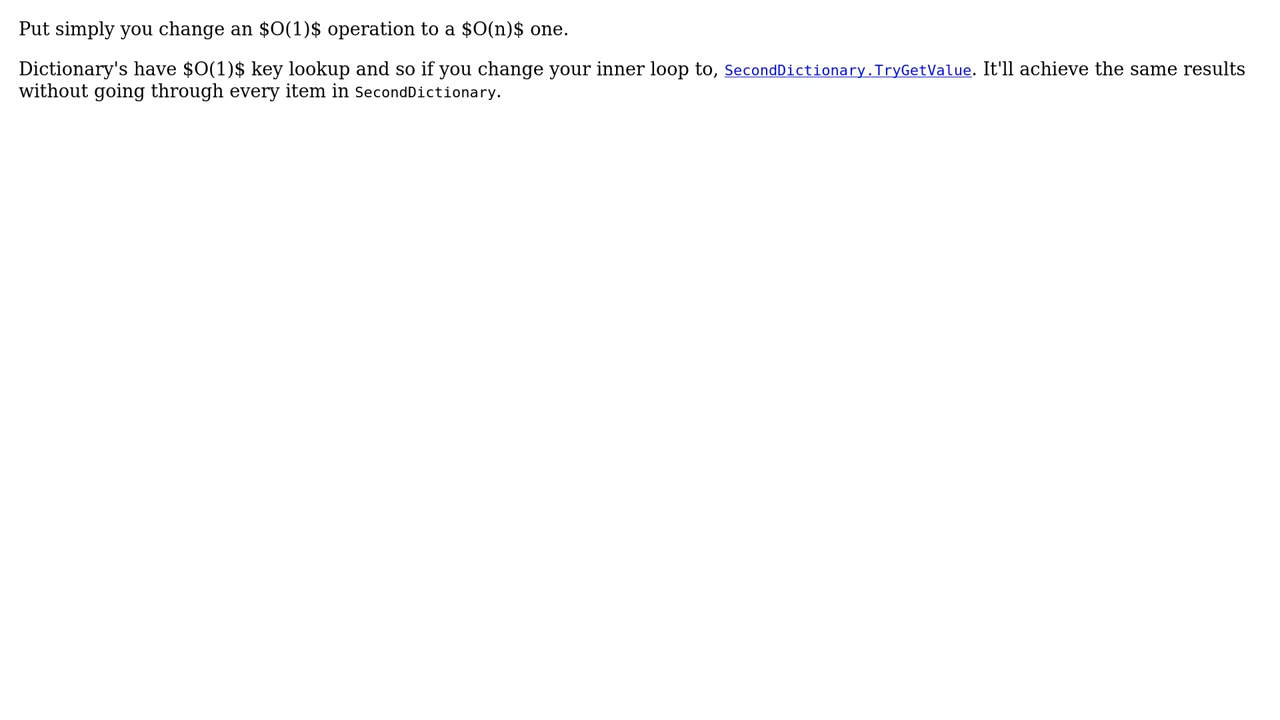 Put simply you change an $O(1)$ operation to a $O(n)$ one.
Dictionary's have $O(1)$ key lookup and so if you change your inner loop to, SecondDictionary.TryGetValue. It'll achieve the same results
without going through every item in SecondDictionary.